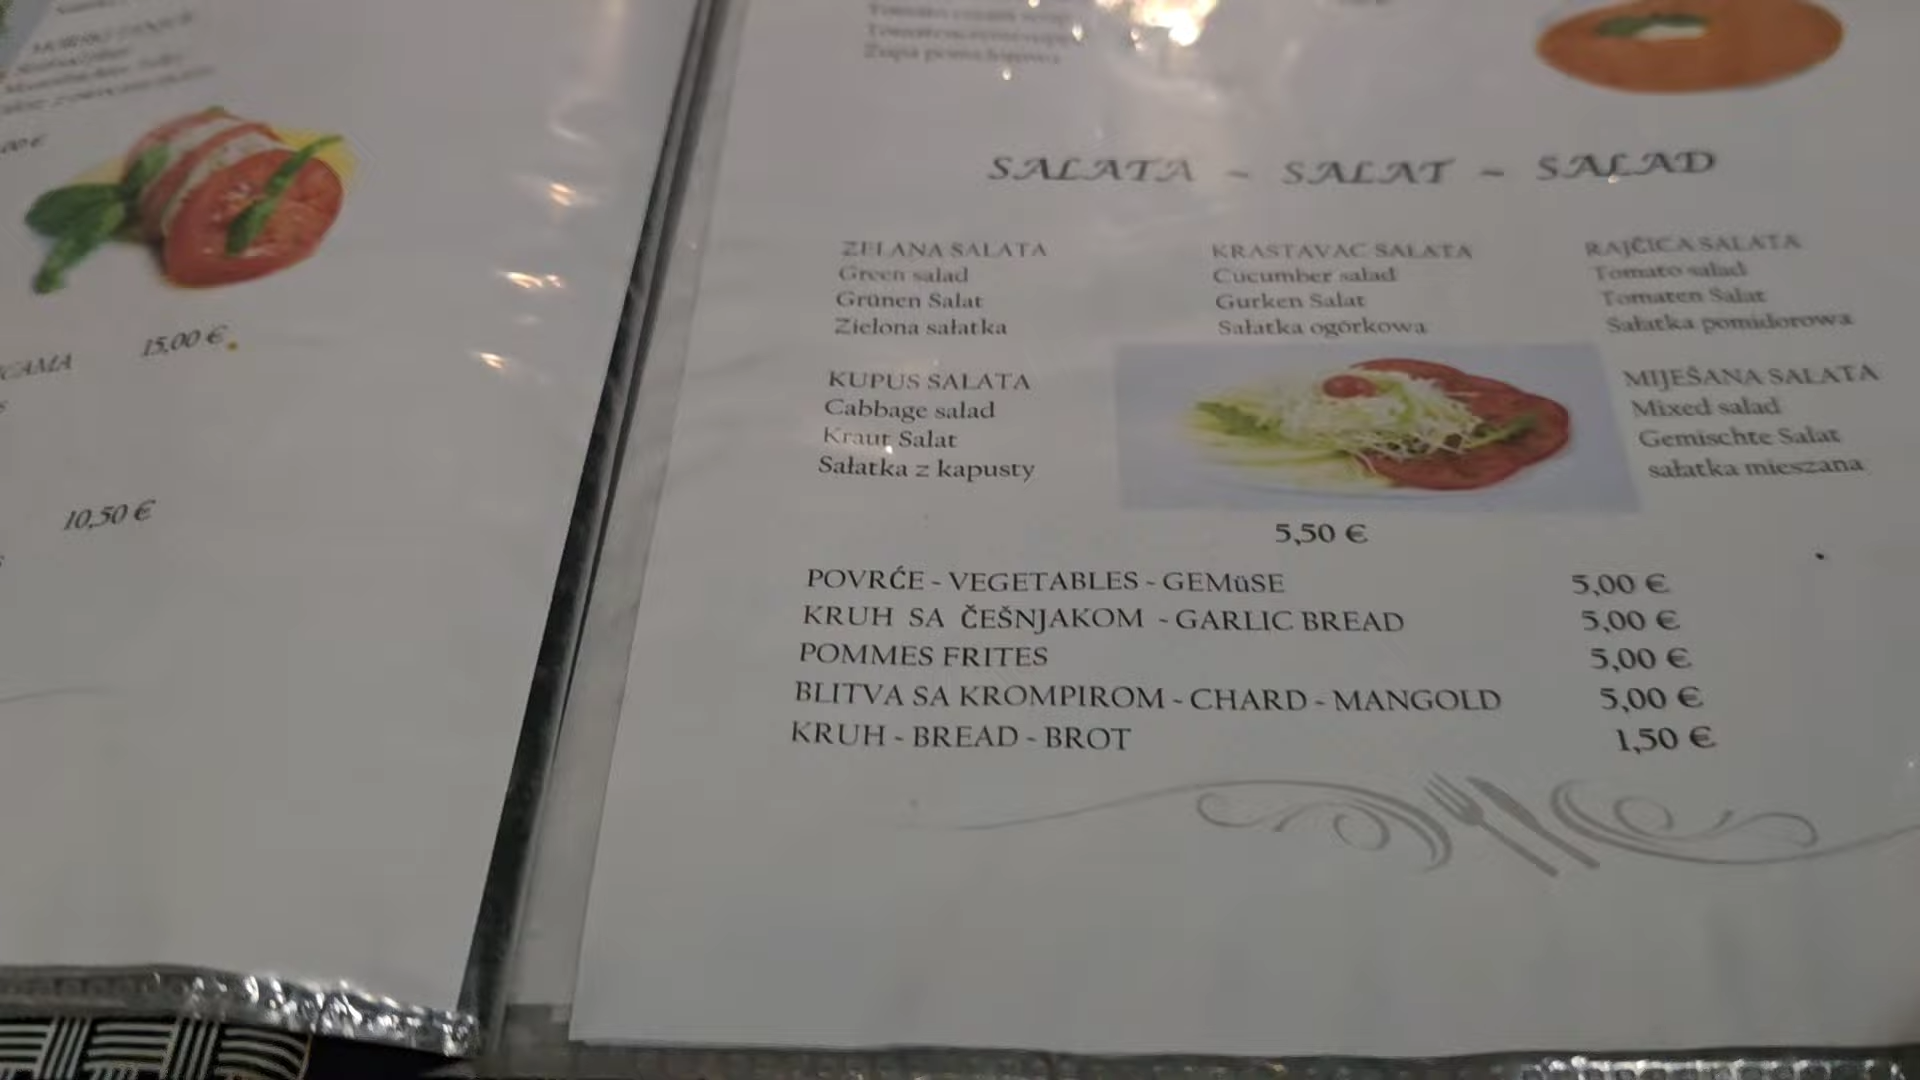 15,00 €
10,50 €
SALATA ~ SALAT ~ SALAD
ZELANA SALATA
Green salad
Grünen Salat
Zielona sałatka
KRASTAVAC SALATA
Cucumber salad
Gurken Salat
Sałatka ogórkowa
RAJČICA SALATA
Tomato salad
Tomaten Salat
Sałatka pomidorowa
KUPUS SALATA
Cabbage salad
Kraut Salat
Sałatka z kapusty
MIJEŠANA SALATA
Mixed salad
Gemischte Salat
sałatka mieszana
5,50 €
POVRĆE - VEGETABLES - GEMüSE 5,00 €
KRUH SA ČEŠNJAKOM - GARLIC BREAD 5,00 €
POMMES FRITES 5,00 €
BLITVA SA KROMPIROM - CHARD - MANGOLD 5,00 €
KRUH - BREAD - BROT 1,50 €